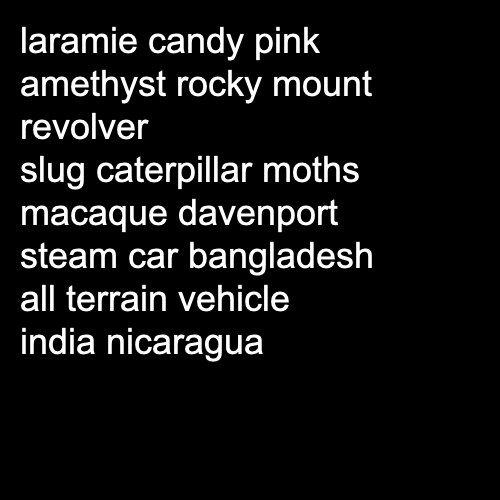 laramie candy pink
amethyst rocky mount
revolver
slug caterpillar moths
macaque davenport
steam car bangladesh
all terrain vehicle
india nicaragua